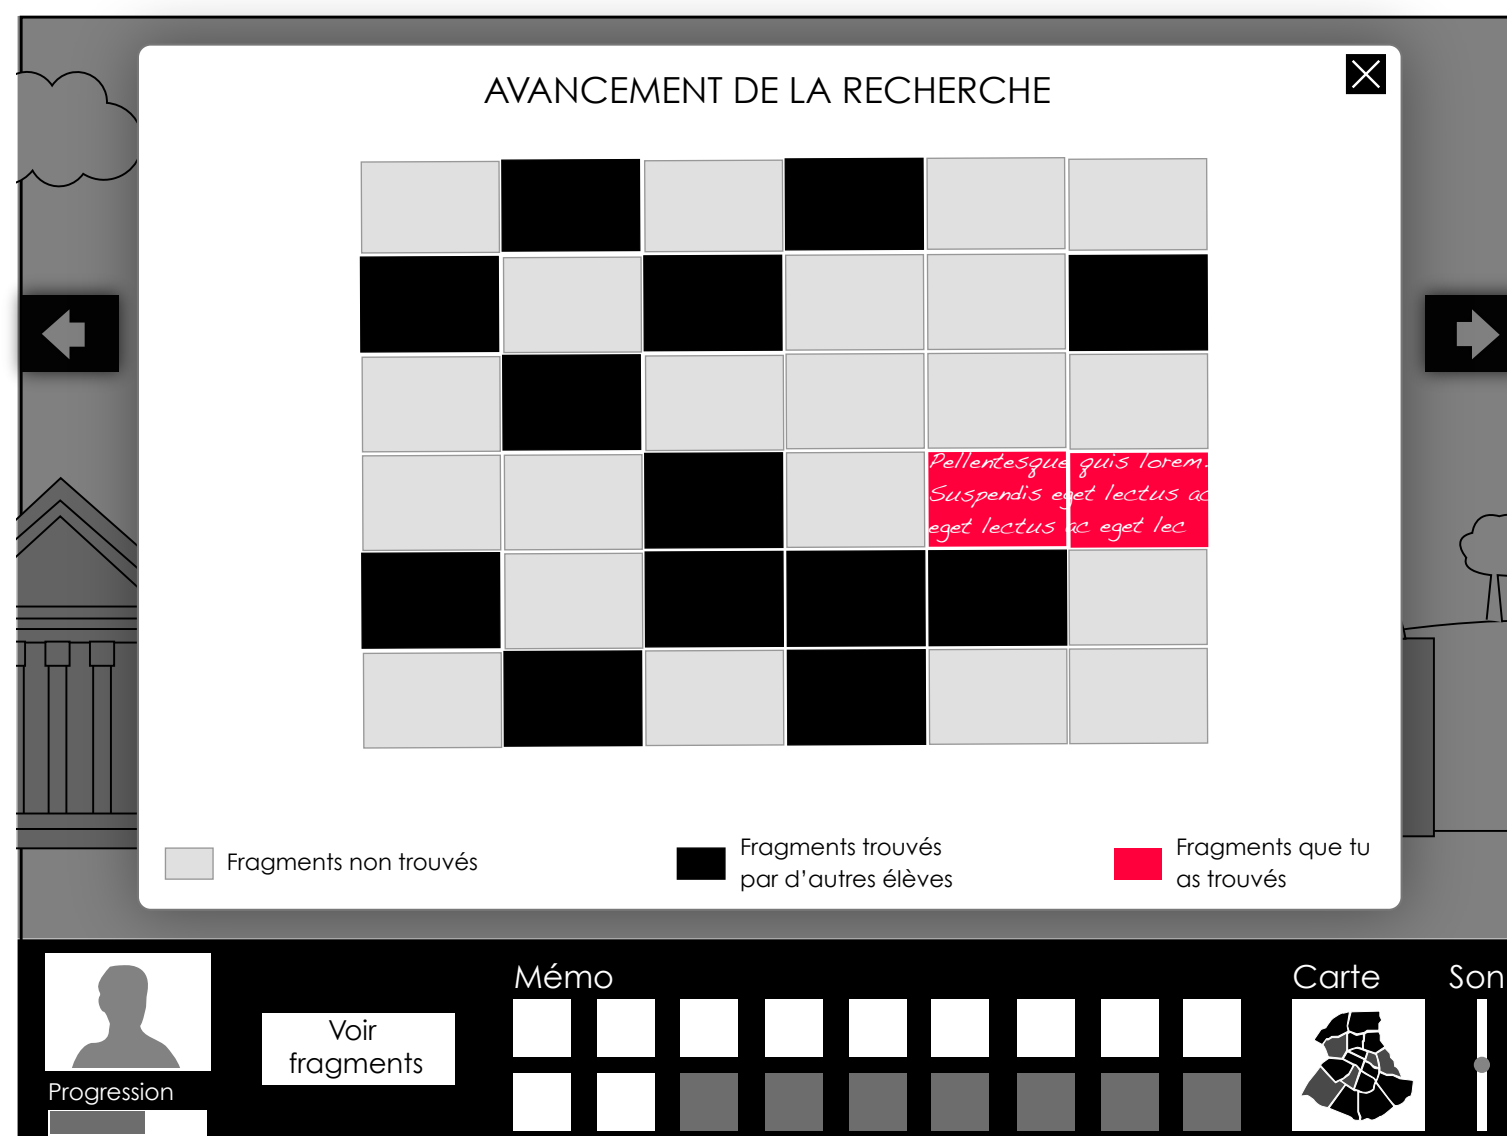 AVANCEMENT DE LA RECHERCHE
Pellentesque quis lorem.
Suspendis eget lectus ac
eget lectus ac eget lec
Fragments non trouvés
Fragments trouvés
par d'autres élèves
Fragments que tu
as trouvés
Mémo
Carte
Son
Voir
fragments
Progression